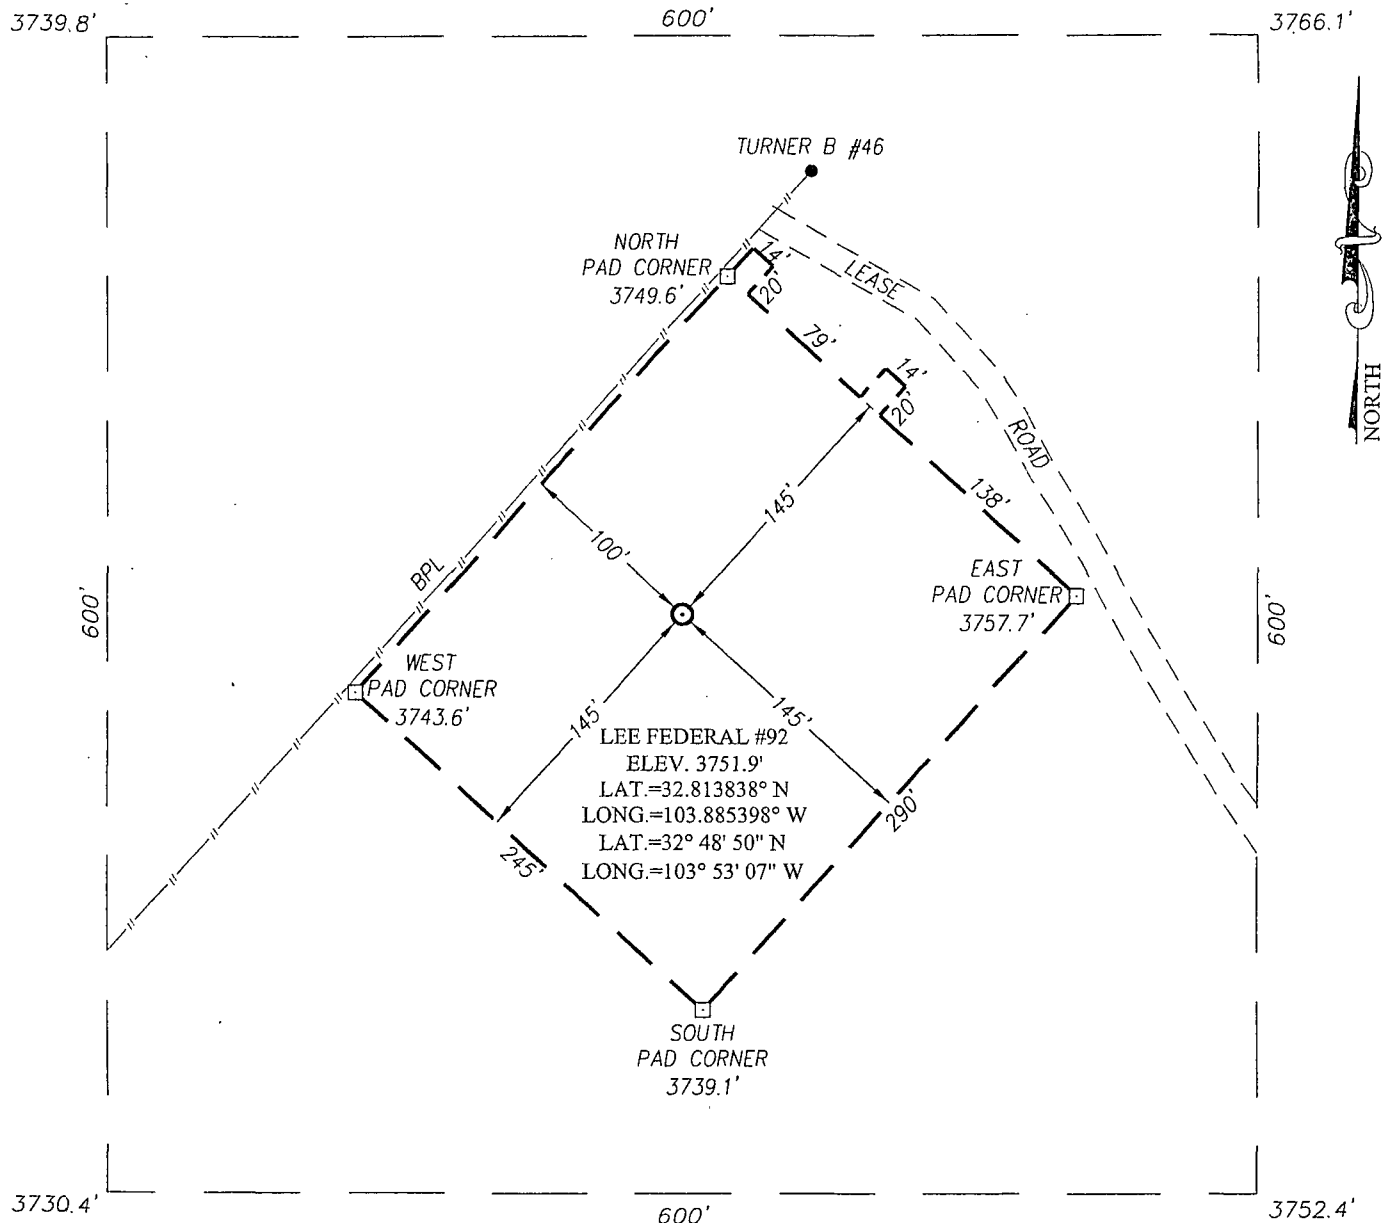 3739.8'
600'
3766.1'
TURNER B #46
NORTH
PAD CORNER
3749.6'
14'
20'
LEASE
79'
14'
20'
ROAD
NORTH
138'
145'
100'
BPL
EAST
PAD CORNER
3757.7'
600'
600'
WEST
PAD CORNER
3743.6'
145'
145'
LEE FEDERAL #92
ELEV. 3751.9'
LAT.=32.813838° N
LONG.=103.885398° W
LAT.=32° 48' 50" N
LONG.=103° 53' 07" W
290'
245'
SOUTH
PAD CORNER
3739.1'
3730.4'
600'
3752.4'